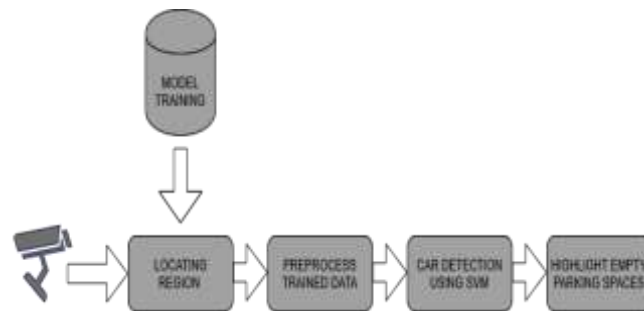 MODEL
TRAINING
LOCATING
REGION
PREPROCESS
TRAINED DATA
CAR DETECTION
USING SVM
HIGHLIGHT EMPTY
PARKING SPACES